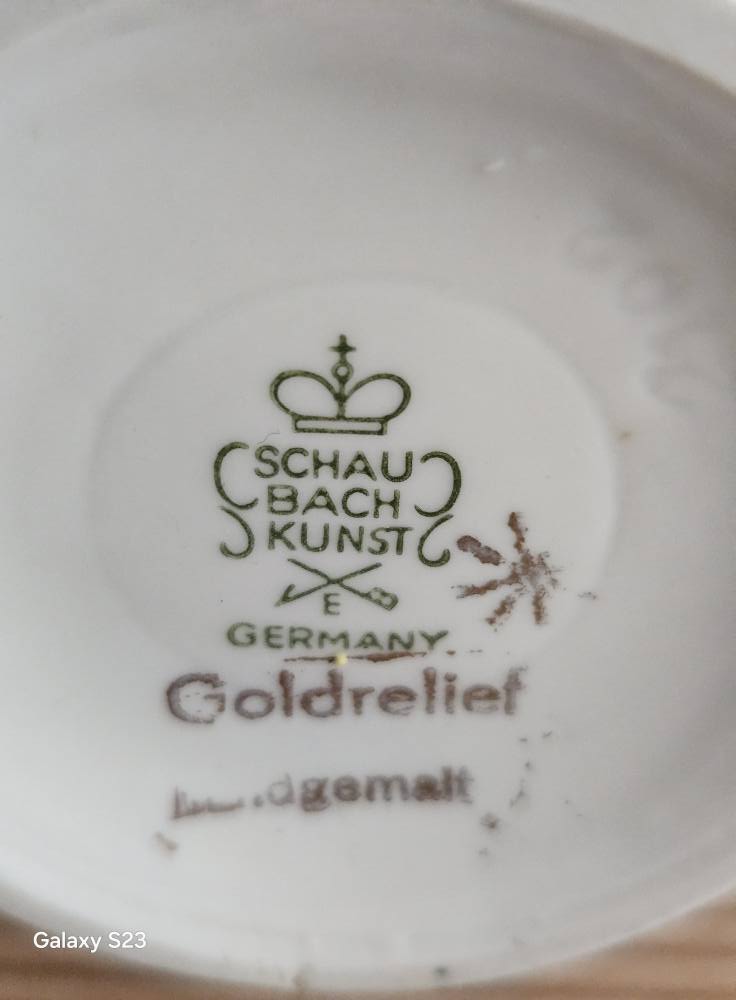 SCHAU
BACH
KUNST
E
GERMANY
Goldrelief
Galaxy S23